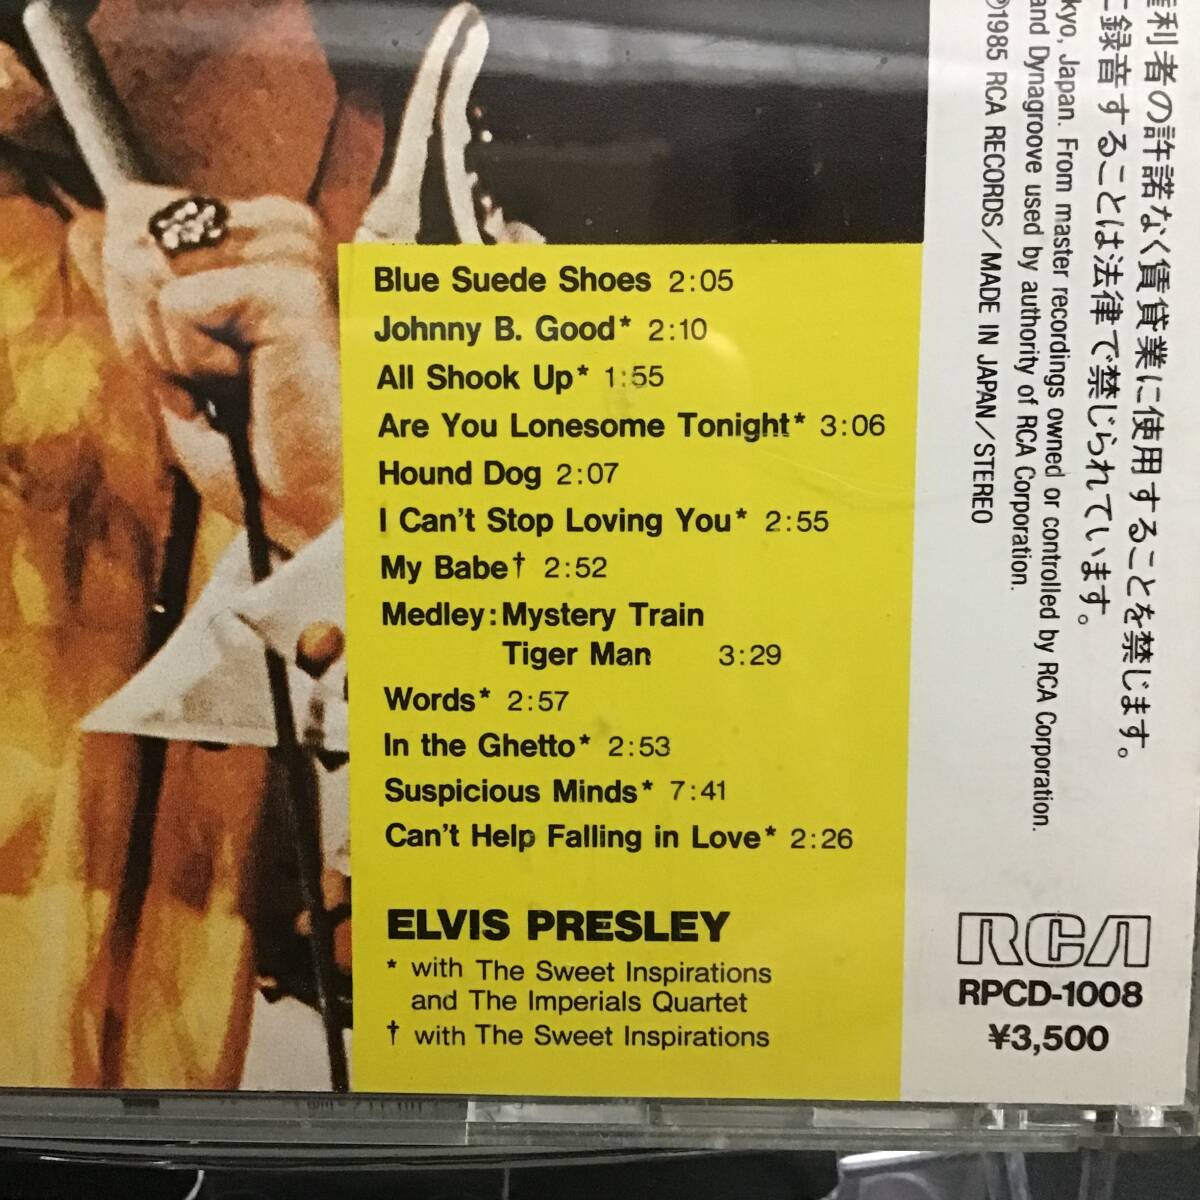 Blue Suede Shoes 2:05
Johnny B. Good* 2:10
All Shook Up* 1:55
Are You Lonesome Tonight* 3:06
Hound Dog 2:07
I Can't Stop Loving You* 2:55
My Babe† 2:52
Medley: Mystery Train
Tiger Man 3:29
Words* 2:57
In the Ghetto* 2:53
Suspicious Minds* 7:41
Can't Help Falling in Love* 2:26
ELVIS PRESLEY
* with The Sweet Inspirations
and The Imperials Quartet
† with The Sweet Inspirations
利者の許諾なく賃貸業に使用することを禁じます。
録音することは法律で禁じられています。
kyo, Japan. From master recordings owned or controlled by RCA Corporation.
and Dynagroove used by authority of RCA Corporation.
Ⓟ1985 RCA RECORDS/MADE IN JAPAN/STEREO
RCA
RPCD-1008
¥3,500